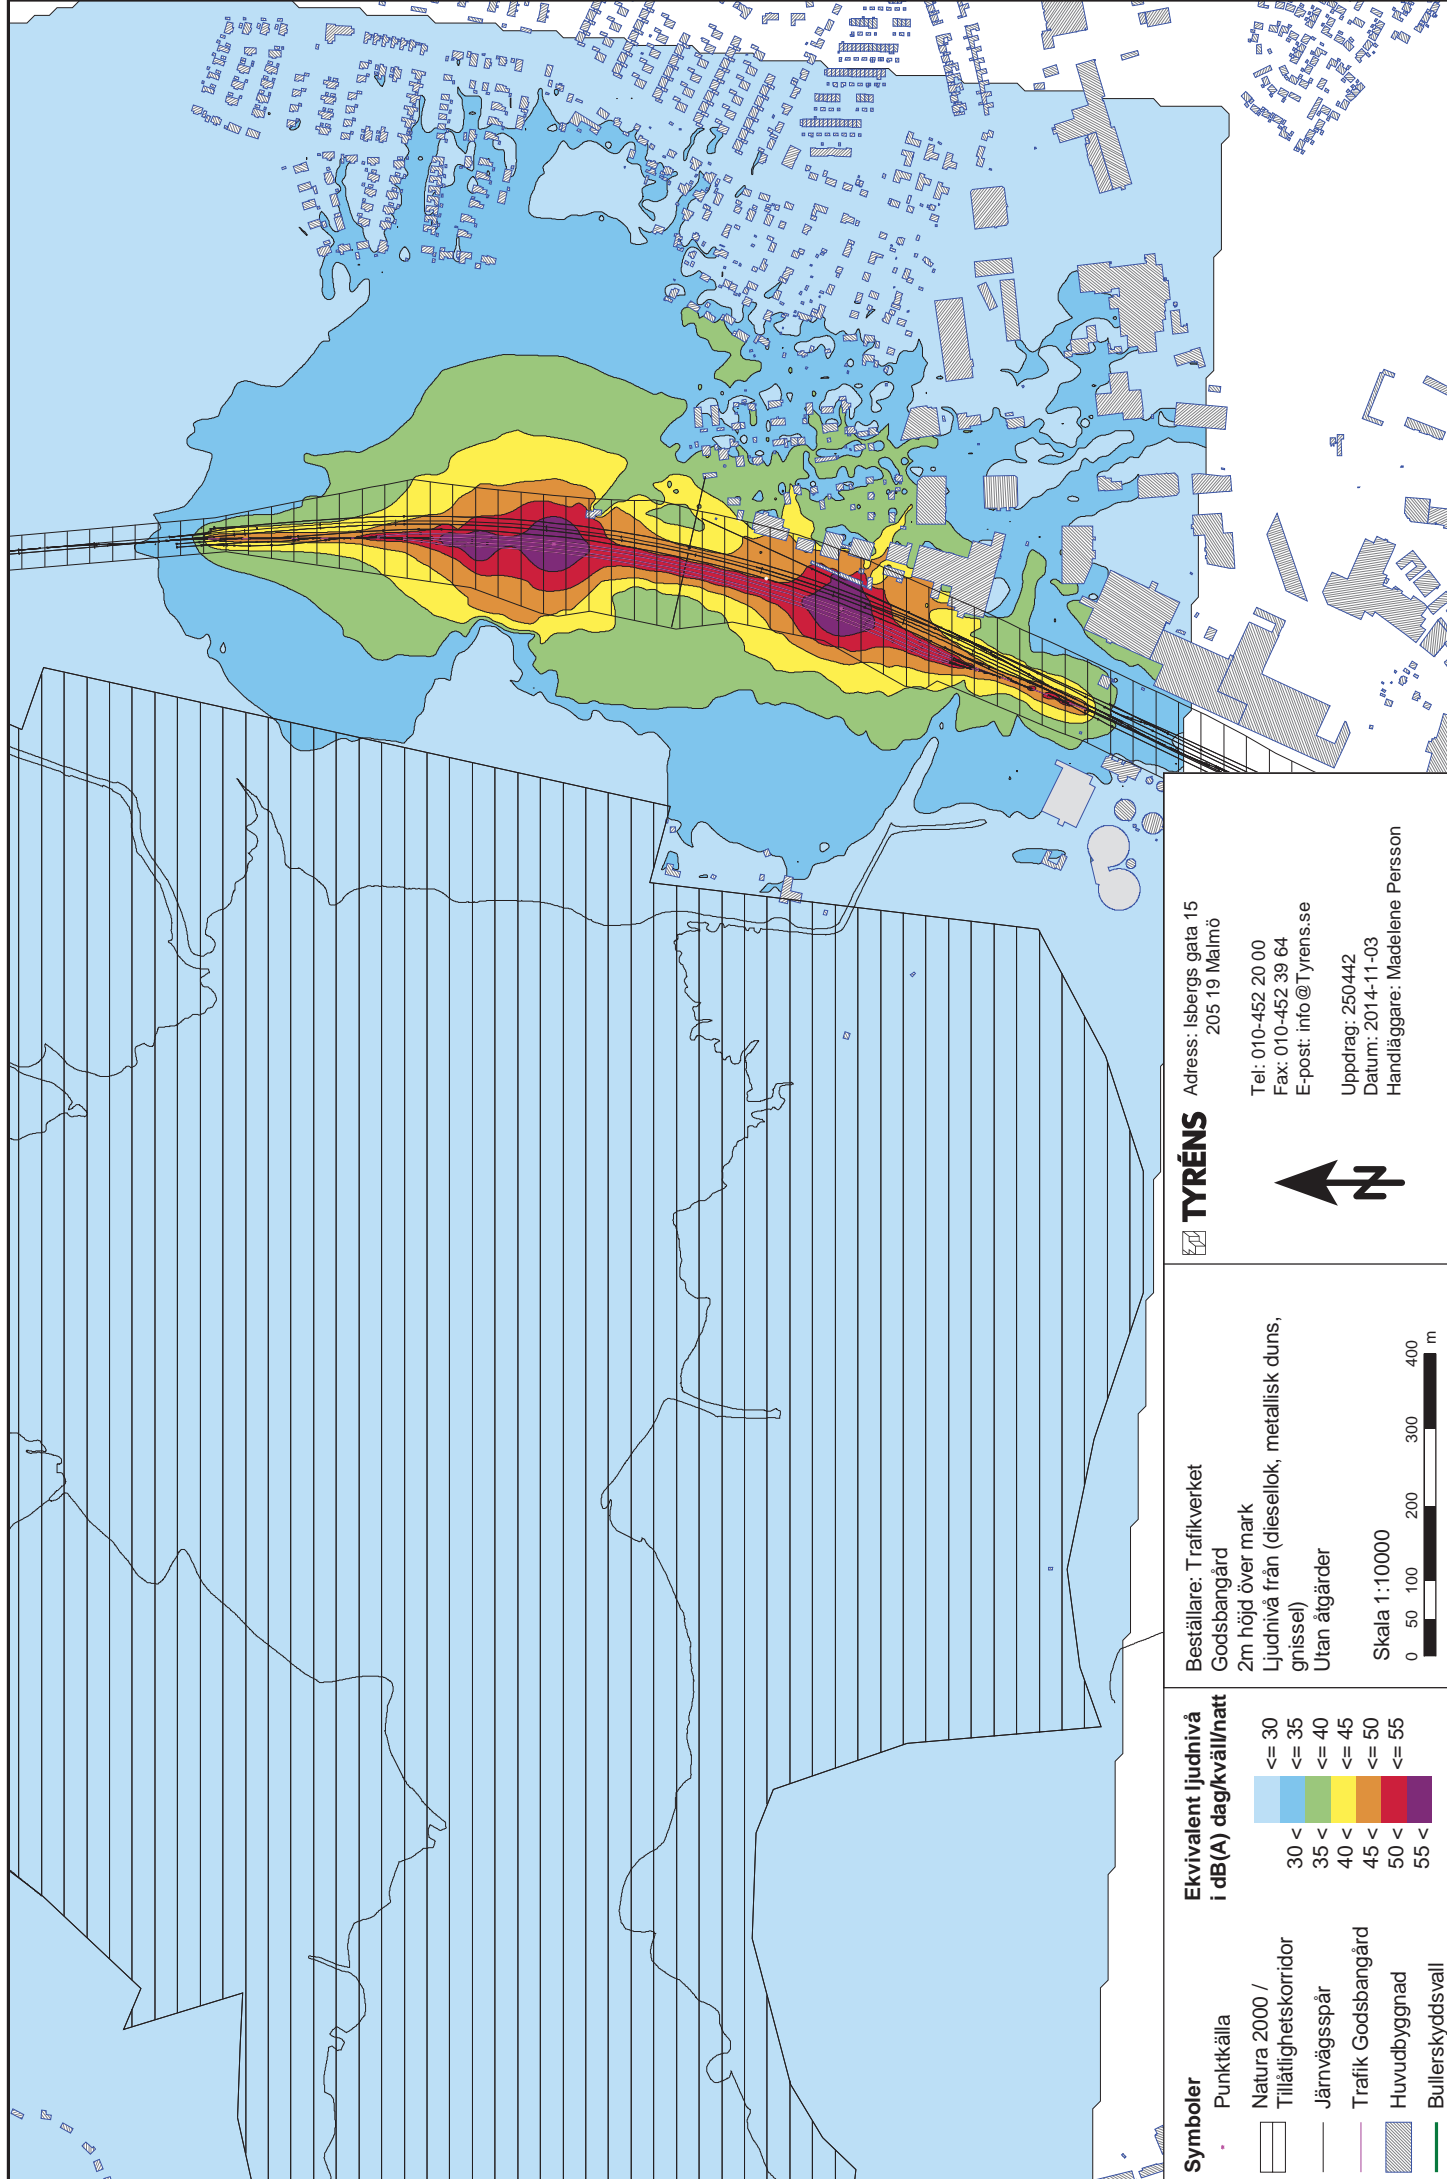 Symboler
Punktkälla
Natura 2000 /
Tillåtlighetskorridor
Järnvägsspår
Trafik Godsbangård
Huvudbyggnad
Bullerskyddsvall
Ekvivalent ljudnivå
i dB(A) dag/kväll/natt
<= 30
30 < <= 35
35 < <= 40
40 < <= 45
45 < <= 50
50 < <= 55
55 <
Beställare: Trafikverket
Godsbangård
2m höjd över mark
Ljudnivå från (diesellok, metallisk duns,
gnissel)
Utan åtgärder
Skala 1:10000
0 50 100 200 300 400
m
TYRÉNS
Adress: Isbergs gata 15
205 19 Malmö
Tel: 010-452 20 00
Fax: 010-452 39 64
E-post: info@Tyrens.se
Uppdrag: 250442
Datum: 2014-11-03
Handläggare: Madelene Persson
N